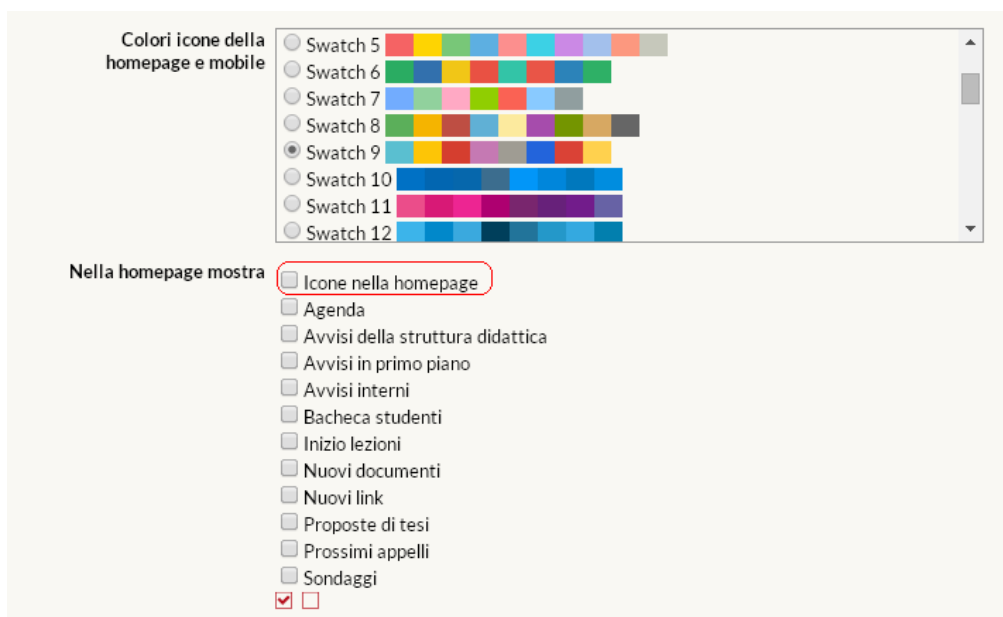 Colori icone della
homepage e mobile
Swatch 5
Swatch 6
Swatch 7
Swatch 8
Swatch 9
Swatch 10
Swatch 11
Swatch 12
Nella homepage mostra
Icone nella homepage
Agenda
Avvisi della struttura didattica
Avvisi in primo piano
Avvisi interni
Bacheca studenti
Inizio lezioni
Nuovi documenti
Nuovi link
Proposte di tesi
Prossimi appelli
Sondaggi